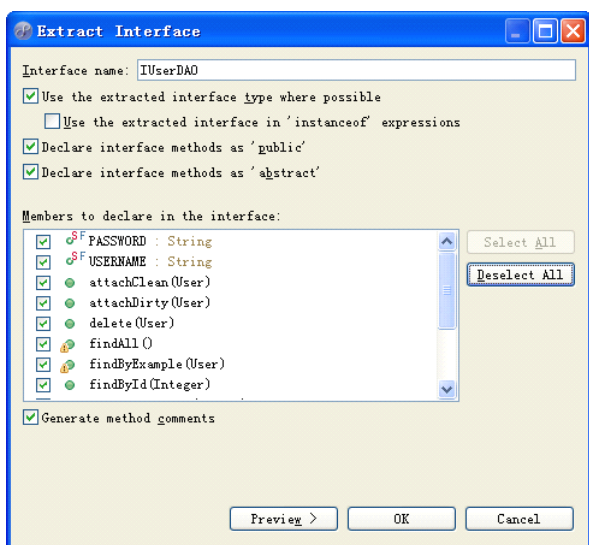 Extract Interface
Interface name: IUserDAO
Use the extracted interface type where possible
Use the extracted interface in 'instanceof' expressions
Declare interface methods as 'public'
Declare interface methods as 'abstract'
Members to declare in the interface:
PASSWORD : String
USERNAME : String
attachClean(User)
attachDirty(User)
delete(User)
findAll()
findByExample(User)
findById(Integer)
Select All
Deselect All
Generate method comments
Preview >
OK
Cancel